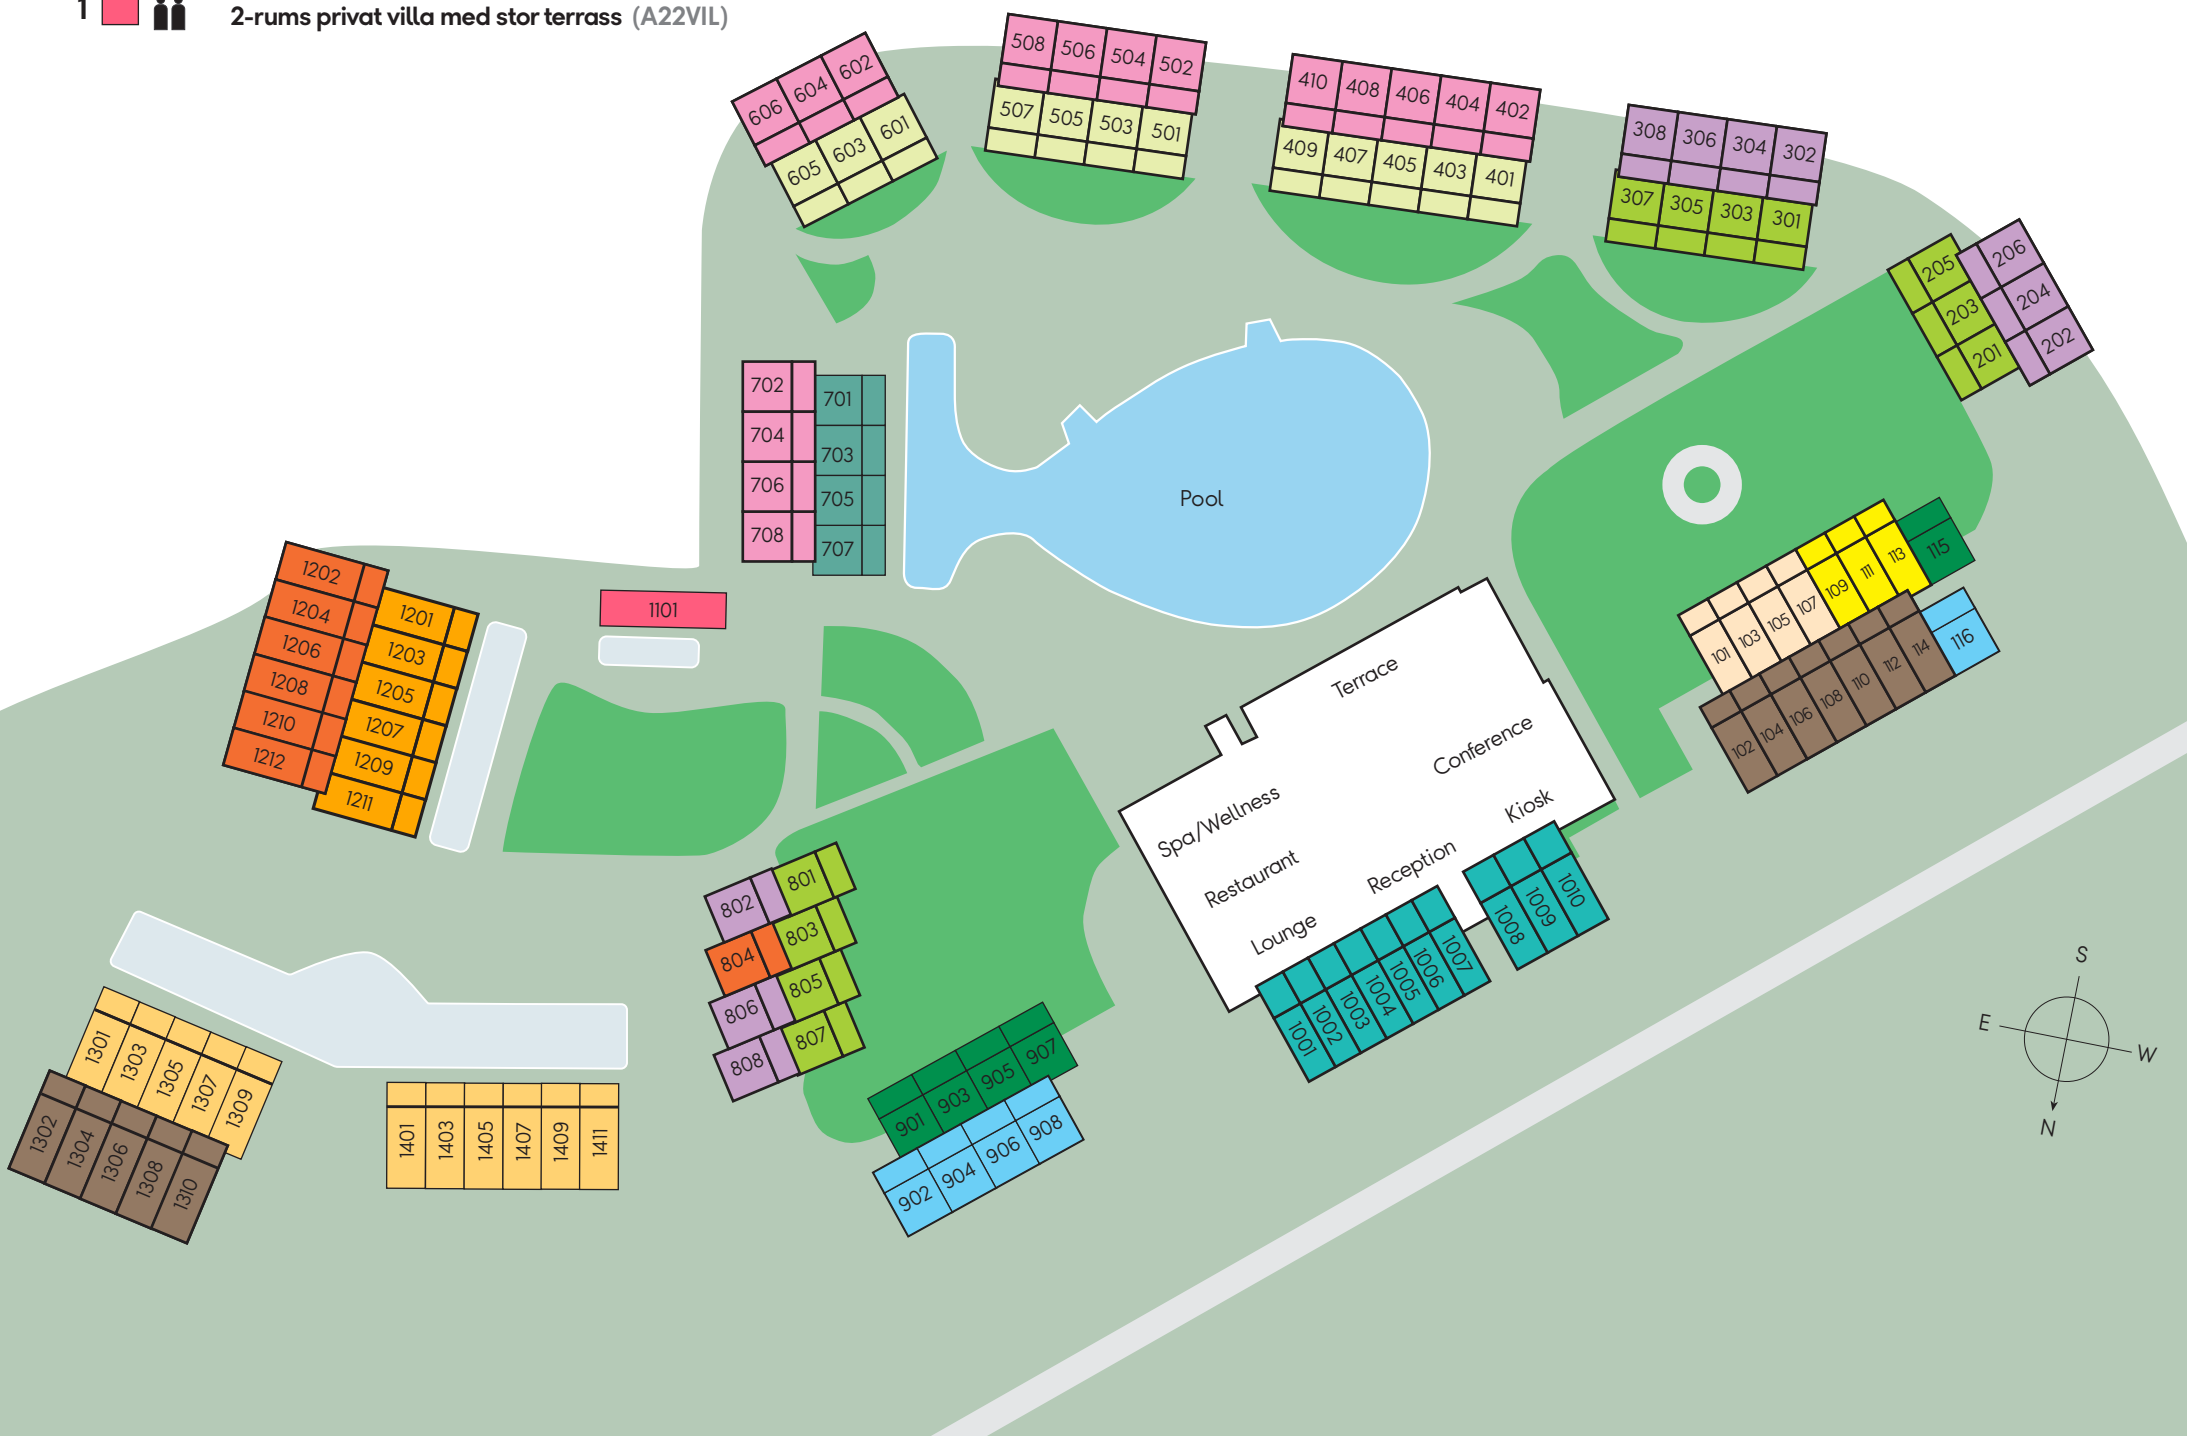 1 2-rums privat villa med stor terrass (A22VIL)
606 604 602
605 603 601
508 506 504 502
507 505 503 501
410 408 406 404 402
409 407 405 403 401
308 306 304 302
307 305 303 301
205 206
203 204
201 202
702 701
704 703
706 705
708 707
Pool
1101
1202 1201
1204 1203
1206 1205
1208 1207
1210 1209
1212 1211
101 103 105 107 109 111 113 115
102 104 106 108 110 112 114 116
Terrace
Conference
Kiosk
Spa/Wellness
Restaurant
Reception
Lounge
1001 1002 1003 1004 1005 1006 1007
1008 1009 1010
802 801
804 803
806 805
808 807
901 903 905 907
902 904 906 908
1301 1303 1305 1307 1309
1302 1304 1306 1308 1310
1401 1403 1405 1407 1409 1411
S
E
W
N